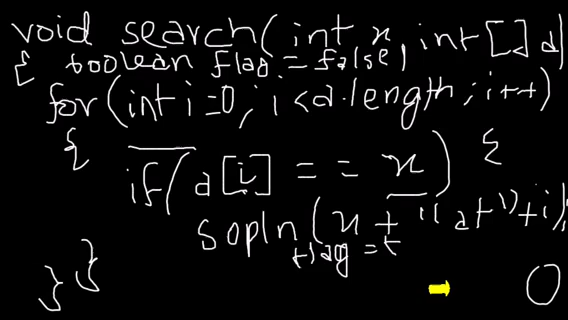 void search(int x, int[] a)
{ boolean flag = false;
for(int i=0; i<a.length; i++)
{
if(a[i] == x) {
sopln(x+"at"+i);
flag = t
} }